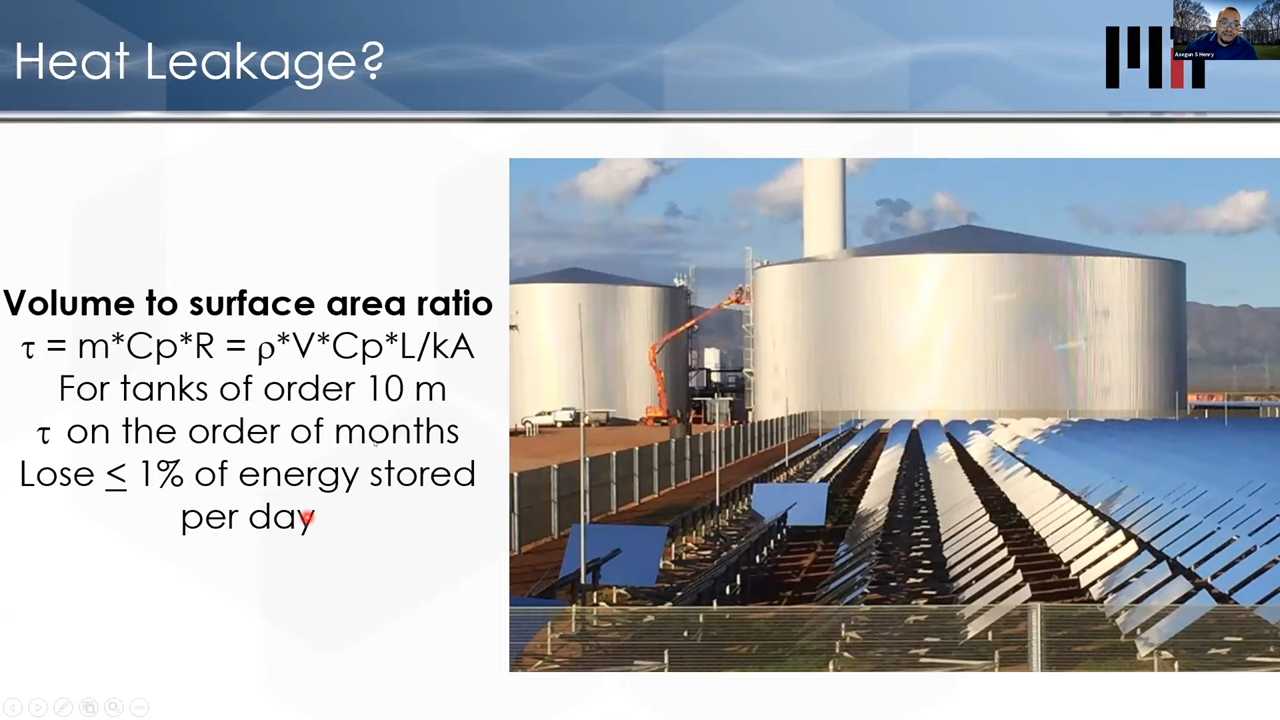 Heat Leakage?
Asegun S Henry
Volume to surface area ratio
τ = m*Cp*R = ρ*V*Cp*L/kA
For tanks of order 10 m
τ on the order of months
Lose ≤ 1% of energy stored
per day